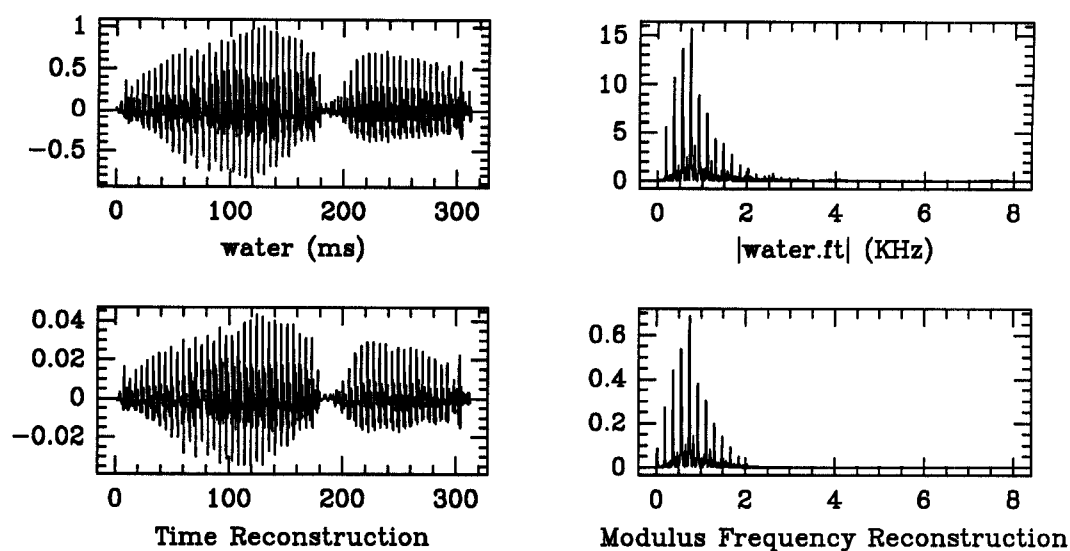 1
0.5
0
−0.5
0 100 200 300
water (ms)
15
10
5
0
0 2 4 6 8
|water.ft| (KHz)
0.04
0.02
0
−0.02
0 100 200 300
Time Reconstruction
0.6
0.4
0.2
0
0 2 4 6 8
Modulus Frequency Reconstruction